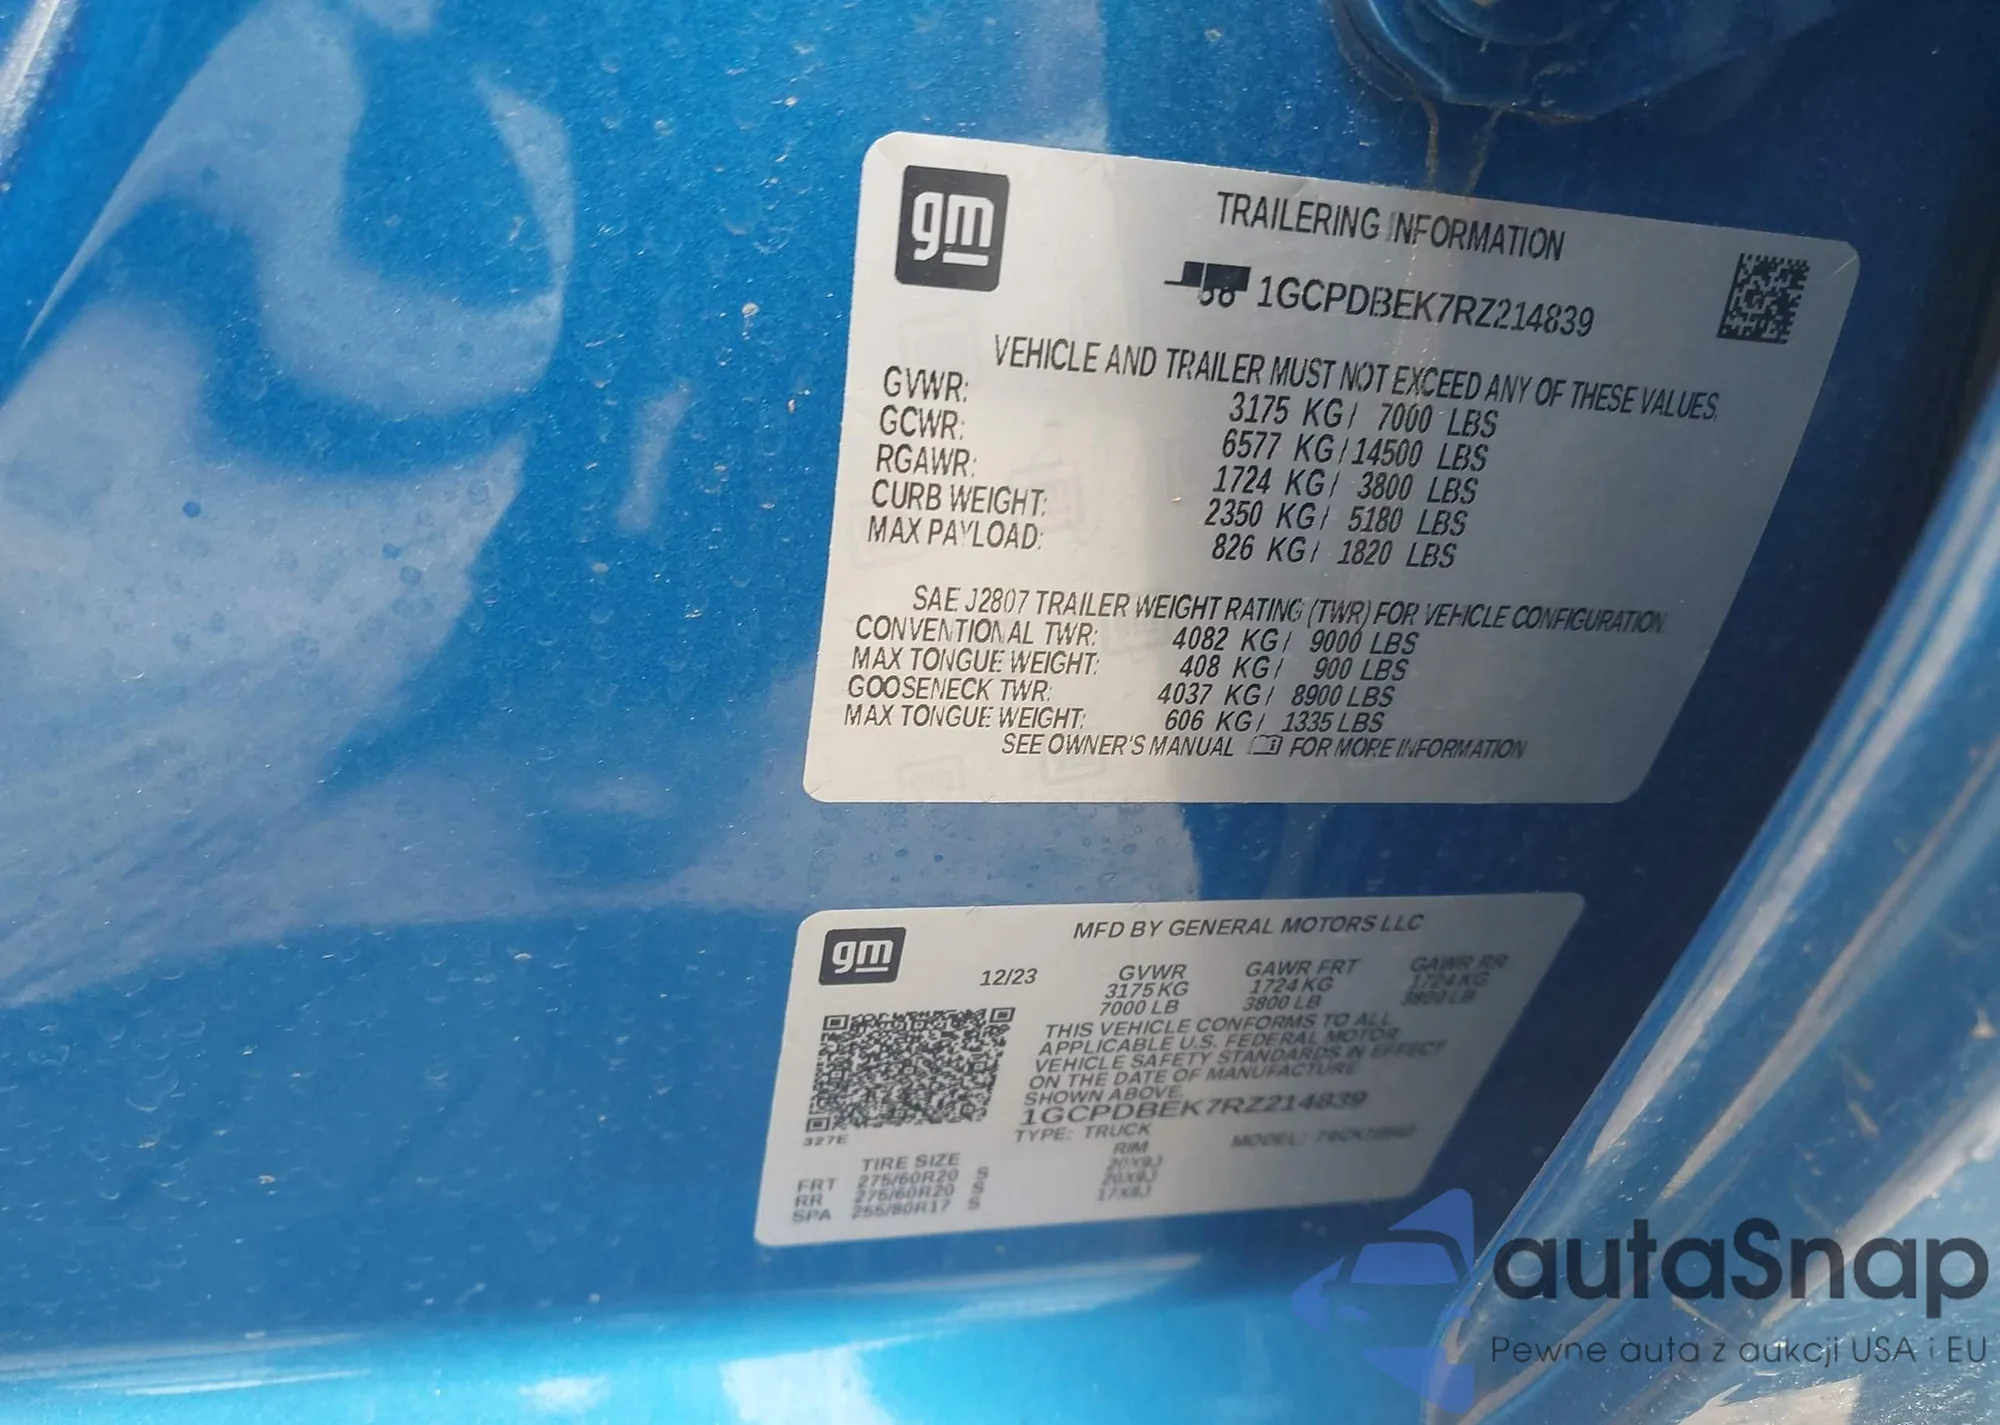 gm
TRAILERING INFORMATION
1GCPDBEK7RZ214839
VEHICLE AND TRAILER MUST NOT EXCEED ANY OF THESE VALUES.
GVWR: 3175 KG/ 7000 LBS
GCWR: 6577 KG/14500 LBS
RGAWR: 1724 KG/ 3800 LBS
CURB WEIGHT: 2350 KG/ 5180 LBS
MAX PAYLOAD: 826 KG/ 1820 LBS
SAE J2807 TRAILER WEIGHT RATING (TWR) FOR VEHICLE CONFIGURATION.
CONVENTIONAL TWR: 4082 KG/ 9000 LBS
MAX TONGUE WEIGHT: 408 KG/ 900 LBS
GOOSENECK TWR: 4037 KG/ 8900 LBS
MAX TONGUE WEIGHT: 606 KG/ 1335 LBS
SEE OWNER'S MANUAL FOR MORE INFORMATION
gm
MFD BY GENERAL MOTORS LLC
12/23 GVWR GAWR FRT GAWR RR
3175 KG 1724 KG 1724 KG
7000 LB 3800 LB 3800 LB
THIS VEHICLE CONFORMS TO ALL
APPLICABLE U.S. FEDERAL MOTOR
VEHICLE SAFETY STANDARDS IN EFFECT
ON THE DATE OF MANUFACTURE
SHOWN ABOVE.
1GCPDBEK7RZ214839
327E
TYPE: TRUCK MODEL:
TIRE SIZE RIM
FRT 275/60R20 S 20X9J
RR 275/60R20 S 20X9J
SPA 255/80R17 S 17X8J
autaSnap
Pewne auta z aukcji USA i EU